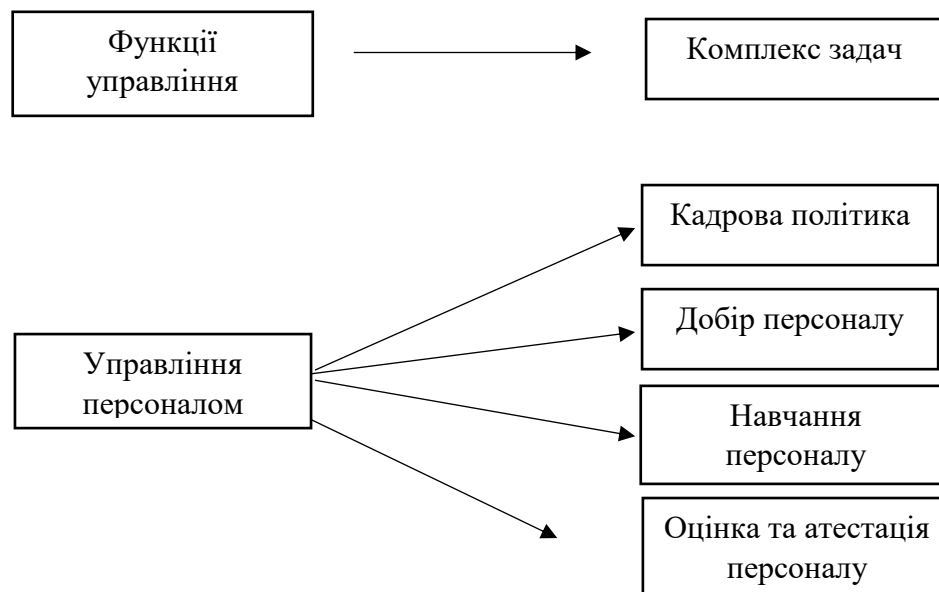 Функції
управління
Комплекс задач
Кадрова політика
Добір персоналу
Управління
персоналом
Навчання
персоналу
Оцінка та атестація
персоналу